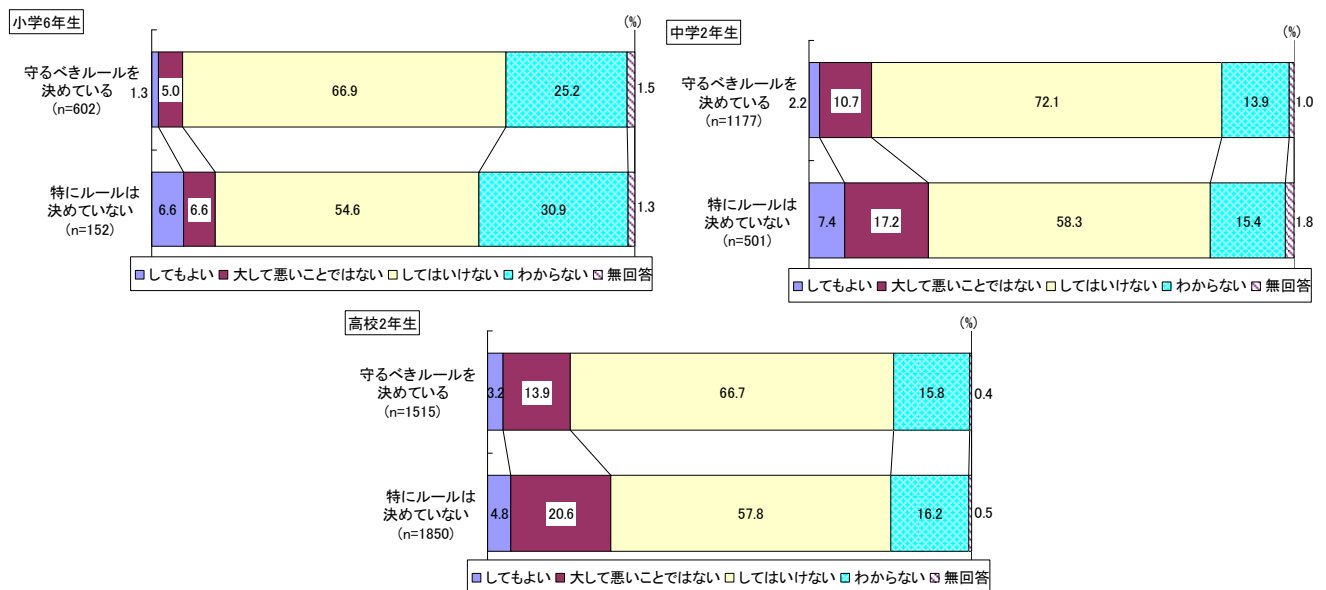 小学6年生
(%)
守るべきルールを
決めている
(n=602)
1.3
5.0
66.9
25.2
1.5
特にルールは
決めていない
(n=152)
6.6
6.6
54.6
30.9
1.3
してもよい 大して悪いことではない してはいけない わからない 無回答
中学2年生
(%)
守るべきルールを
決めている
(n=1177)
2.2
10.7
72.1
13.9
1.0
特にルールは
決めていない
(n=501)
7.4
17.2
58.3
15.4
1.8
してもよい 大して悪いことではない してはいけない わからない 無回答
高校2年生
(%)
守るべきルールを
決めている
(n=1515)
3.2
13.9
66.7
15.8
0.4
特にルールは
決めていない
(n=1850)
4.8
20.6
57.8
16.2
0.5
してもよい 大して悪いことではない してはいけない わからない 無回答